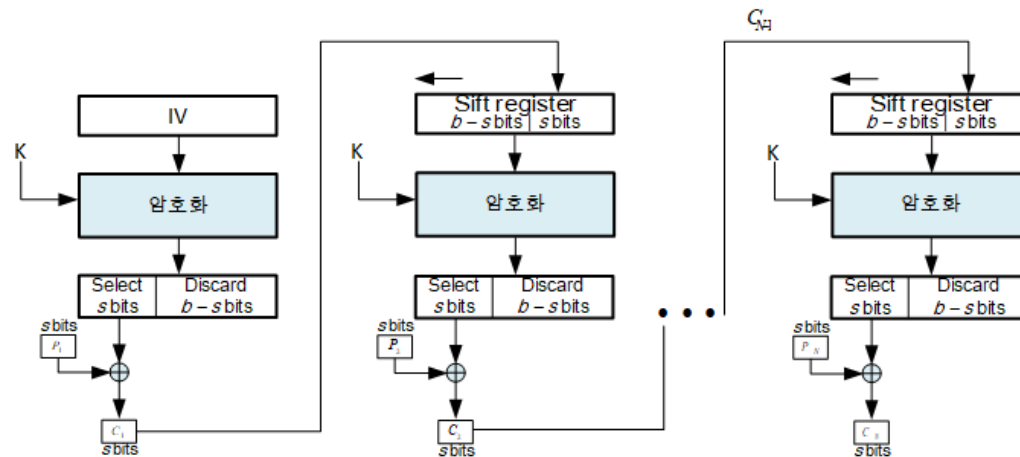 C_{N-1}
IV
K
암호화
Select
s bits
Discard
b – s bits
s bits
P_1
C_1
s bits
Sift register
b – s bits
s bits
K
암호화
Select
s bits
Discard
b – s bits
s bits
P_2
C_2
s bits
• • •
Sift register
b – s bits
s bits
K
암호화
Select
s bits
Discard
b – s bits
s bits
P_N
s bits